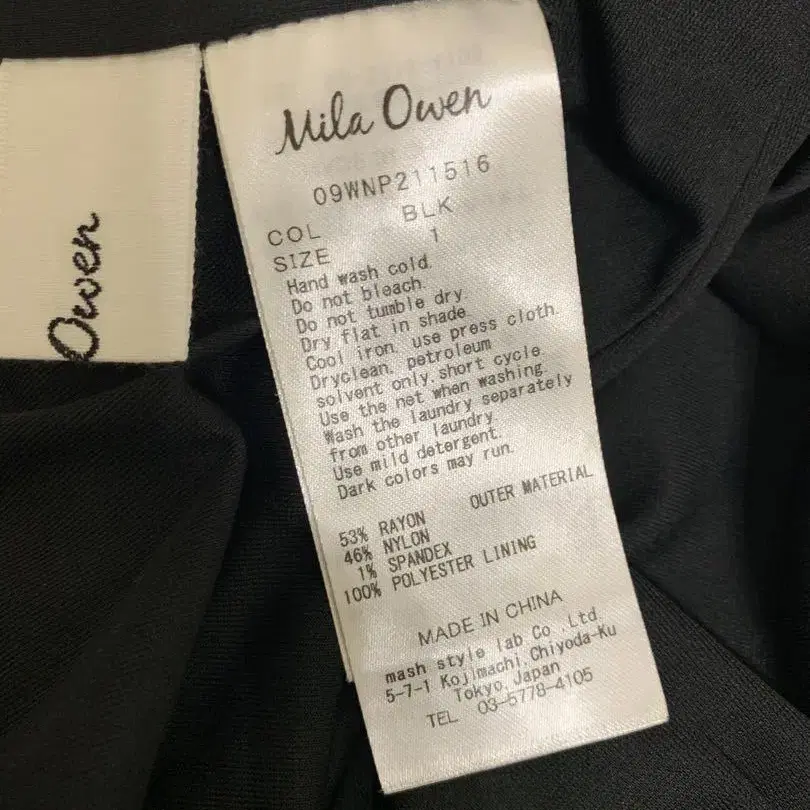 Owen
Mila Owen
09WNP211516
COL BLK
SIZE 1
Hand wash cold.
Do not bleach.
Do not tumble dry.
Dry flat in shade
Cool iron. use press cloth.
Dryclean. petroleum
solvent only. short cycle.
Use the net when washing.
Wash the laundry separately
from other laundry
Use mild detergent.
Dark colors may run.
OUTER MATERIAL
53% RAYON
46% NYLON
1% SPANDEX
100% POLYESTER LINING
MADE IN CHINA
mash style lab Co .Ltd.
5-7-1 Kojimachi.Chiyoda-Ku
Tokyo.Japan
TEL 03-5778-4105